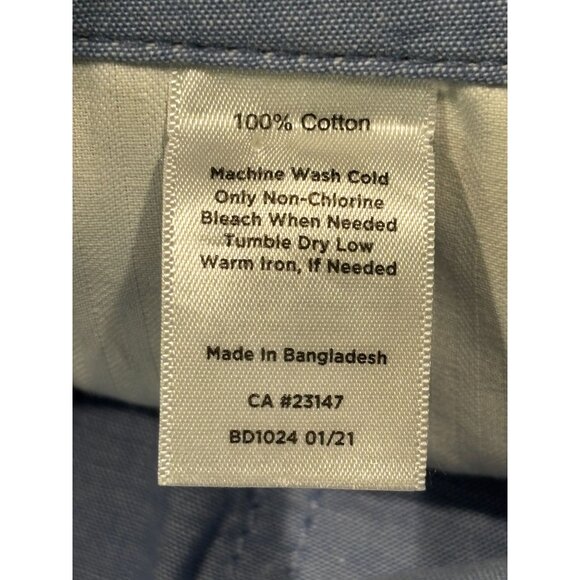 100% Cotton
Machine Wash Cold
Only Non-Chlorine
Bleach When Needed
Tumble Dry Low
Warm Iron, If Needed
Made In Bangladesh
CA #23147
BD1024 01/21